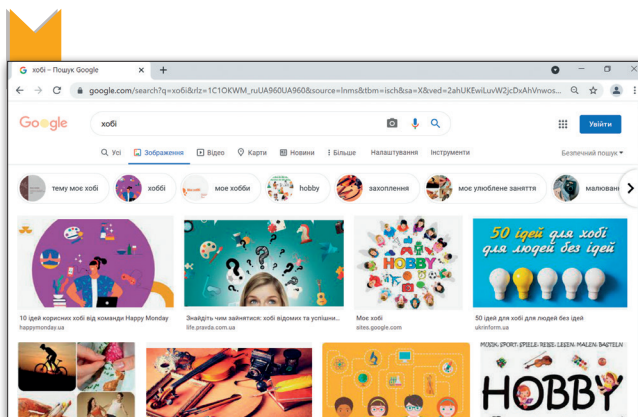 хобі – Пошук Google
google.com/search?q=хобі&rlz=1C1OKWM_ruUA960UA960&source=lnms&tbm=isch&sa=X&ved=2ahUKEwiLuvW2jcDxAhVnwos...
Google
хобі
Увійти
Усі Зображення Відео Карти Новини Більше Налаштування Інструменти Безпечний пошук
тему моє хобі хоббі мое хобби hobby захоплення моє улюблене заняття малюван
HOBBY
50 ідей для хобі
для людей без ідей
10 ідей корисних хобі від команди Happy Monday
happymonday.ua
Знайдіть чим зайнятися: хобі відомих та успішни...
life.pravda.com.ua
Моє хобі
sites.google.com
50 ідей для хобі для людей без ідей
ukrinform.ua
MUSIK, SPORT, SPIELE, REISE, LESEN, MALEN, BASTELN
HOBBY